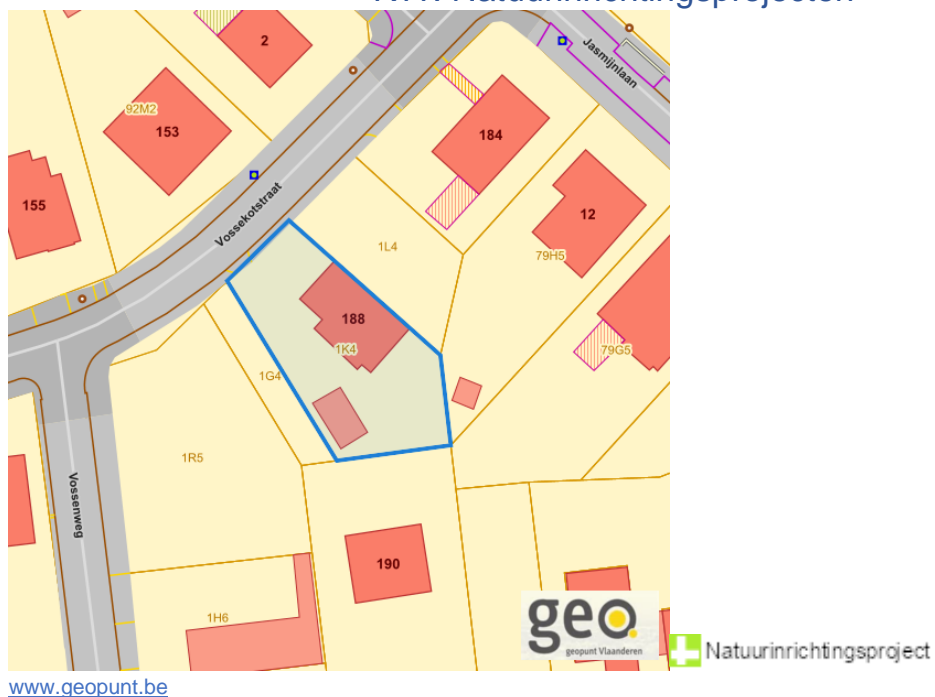 Natuurinrichtingsprojecten
2
Jasmijnlaan
92M2
153
184
155
Vossekotstraat
12
1L4
79H5
188
1K4
79G5
1G4
1R5
Vossenweg
190
1H6
geo
geopunt Vlaanderen
Natuurinrichtingsproject
www.geopunt.be